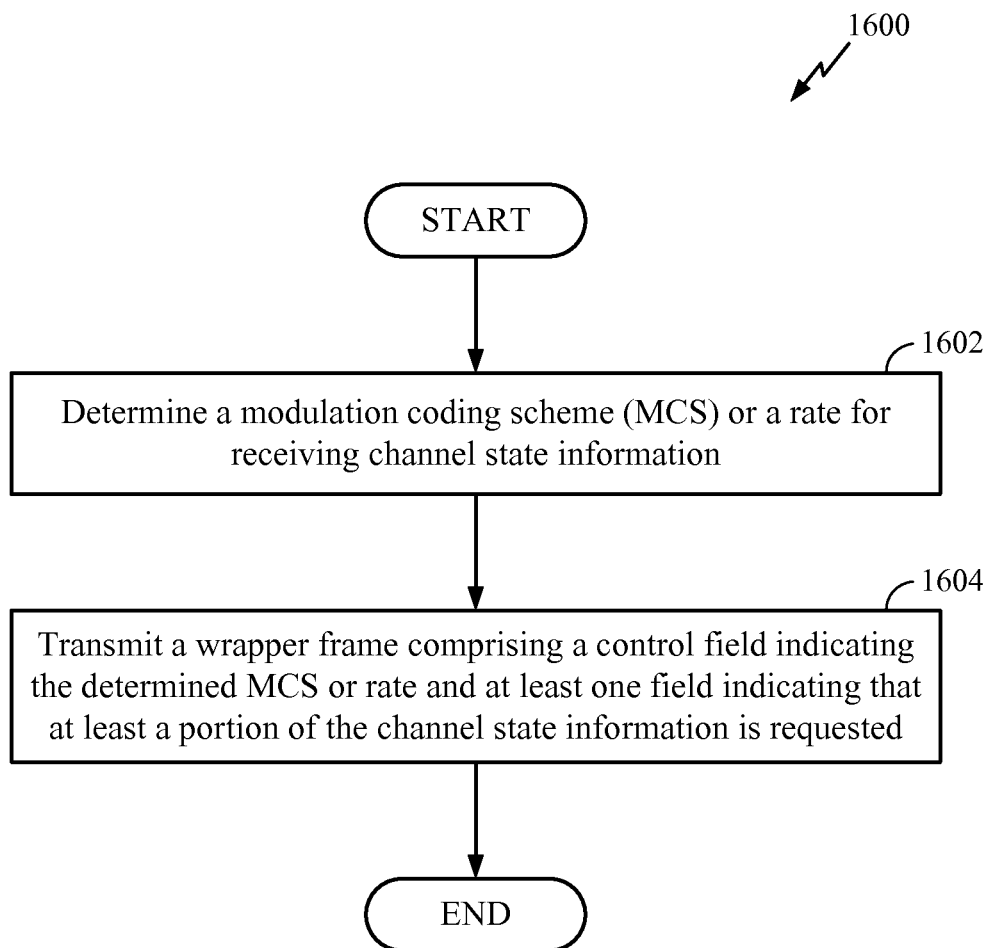 1600
START
1602
Determine a modulation coding scheme (MCS) or a rate for
receiving channel state information
1604
Transmit a wrapper frame comprising a control field indicating
the determined MCS or rate and at least one field indicating that
at least a portion of the channel state information is requested
END